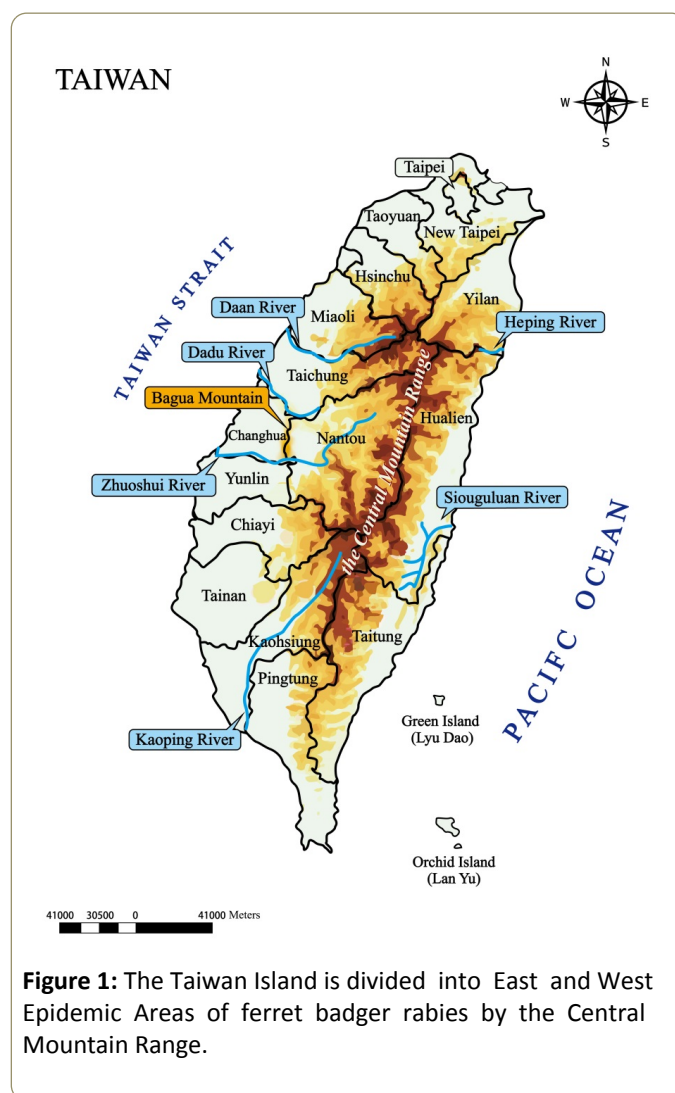 TAIWAN
N
W E
S
Taipei
Taoyuan
New Taipei
Hsinchu
Yilan
TAIWAN STRAIT
Daan River
Miaoli
Heping River
Dadu River
Taichung
Bagua Mountain
Hualien
Changhua
Nantou
the Central Mountain Range
Zhuoshui River
Yunlin
Siouguluan River
Chiayi
PACIFC OCEAN
Tainan
Kaohsiung
Taitung
Pingtung
Green Island
(Lyu Dao)
Kaoping River
Orchid Island
(Lan Yu)
41000 30500 0 41000 Meters
Figure 1: The Taiwan Island is divided into East and West
Epidemic Areas of ferret badger rabies by the Central
Mountain Range.